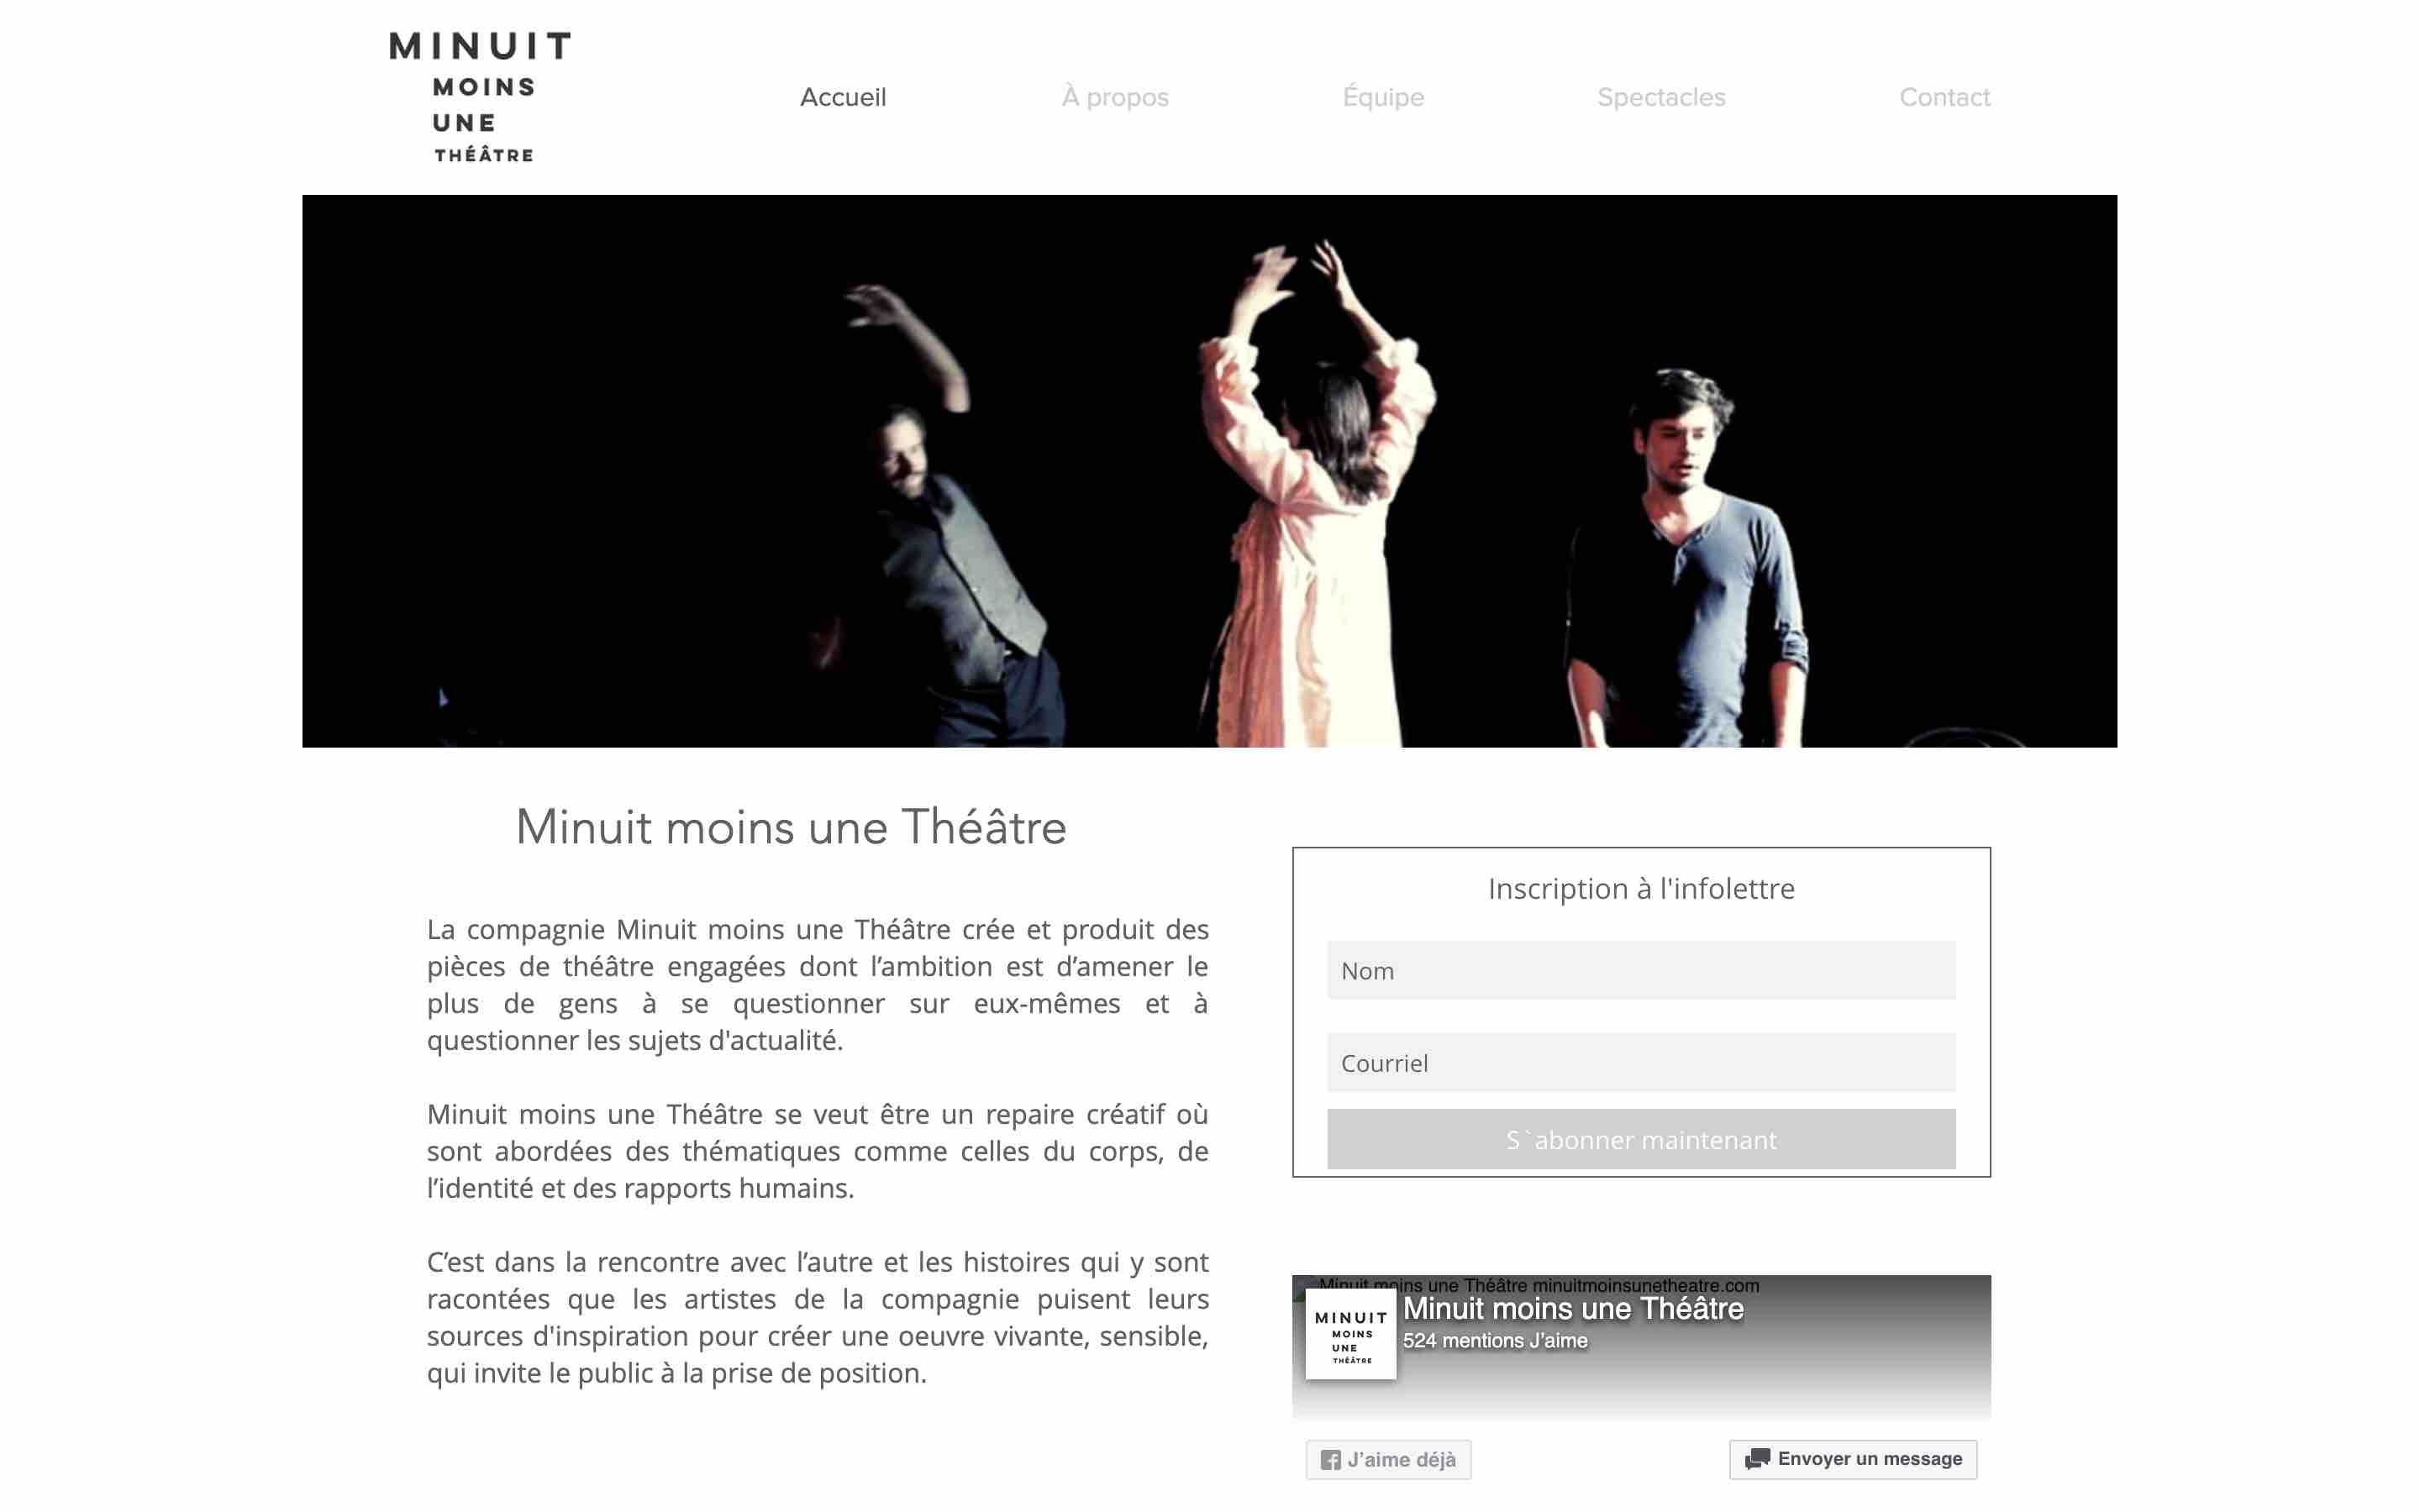 MINUIT
MOINS
UNE
THÉÂTRE
Accueil
À propos
Équipe
Spectacles
Contact
Minuit moins une Théâtre
La compagnie Minuit moins une Théâtre crée et produit des
pièces de théâtre engagées dont l’ambition est d’amener le
plus de gens à se questionner sur eux-mêmes et à
questionner les sujets d'actualité.
Minuit moins une Théâtre se veut être un repaire créatif où
sont abordées des thématiques comme celles du corps, de
l’identité et des rapports humains.
C’est dans la rencontre avec l’autre et les histoires qui y sont
racontées que les artistes de la compagnie puisent leurs
sources d'inspiration pour créer une oeuvre vivante, sensible,
qui invite le public à la prise de position.
Inscription à l'infolettre
Nom
Courriel
S`abonner maintenant
Minuit moins une Théâtre minuitmoinsunetheatre.com
MINUIT
MOINS
UNE
THÉÂTRE
Minuit moins une Théâtre
524 mentions J’aime
J’aime déjà
Envoyer un message